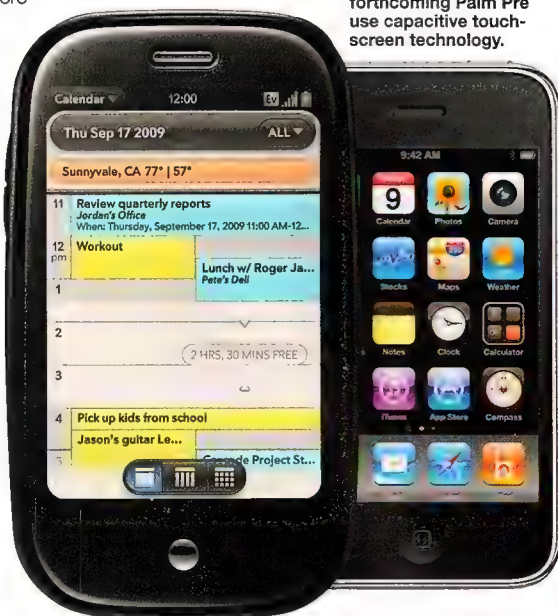 forthcoming Palm Pre
use capacitive touch-
screen technology.
Calendar 12:00 Ev
Thu Sep 17 2009 ALL
Sunnyvale, CA 77° | 57°
11 Review quarterly reports
Jordan's Office
When: Thursday, September 17, 2009 11:00 AM-12...
12 Workout
pm
Lunch w/ Roger Ja...
Pete's Deli
1
2
2 HRS, 30 MINS FREE
3
4 Pick up kids from school
Jason's guitar Le...
5 Project St...
9:42 AM
9
Calendar Photos Camera
Stocks Maps Weather
Notes Clock Calculator
iTunes App Store Compass